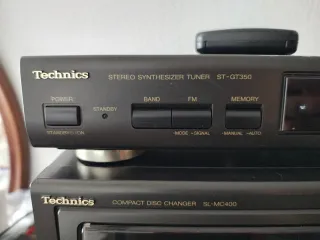 Technics STEREO SYNTHESIZER TUNER ST-GT350
POWER STANDBY BAND FM MEMORY
STANDBY ON MODE SIGNAL MANUAL AUTO
Technics COMPACT DISC CHANGER SL-MC400